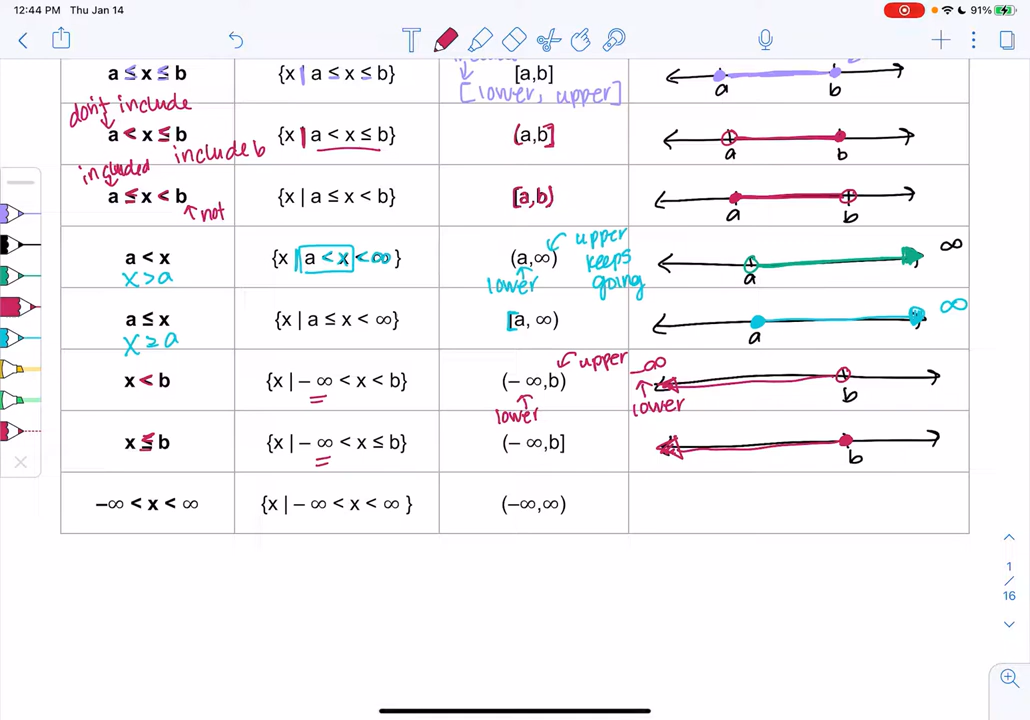 12:44 PM Thu Jan 14
91%
T
a ≤ x ≤ b
{x | a ≤ x ≤ b}
[a,b]
[lower, upper]
a
b
don't include
a < x ≤ b
include b
{x | a < x ≤ b}
(a,b]
a
b
included
a ≤ x < b
not
{x | a ≤ x < b}
[a,b)
a
b
a < x
x > a
{x | a < x < ∞ }
(a,∞)
lower
upper
keeps
going
a
∞
a ≤ x
x ≥ a
{x | a ≤ x < ∞}
[a, ∞)
a
∞
x < b
{x | − ∞ < x < b}
(− ∞,b)
upper
lower
−∞
lower
b
x ≤ b
{x | − ∞ < x ≤ b}
(− ∞,b]
b
−∞ < x < ∞
{x | − ∞ < x < ∞ }
(−∞,∞)
1
/
16